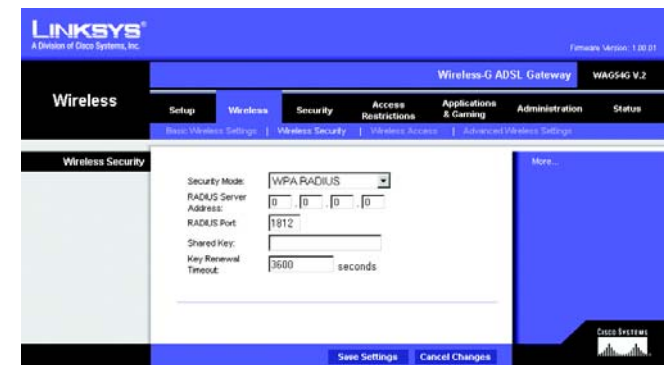 LINKSYS®
A Division of Cisco Systems, Inc.
Firmware Version: 1.00.01
Wireless-G ADSL Gateway WAG54G V.2
Wireless
Setup Wireless Security Access Restrictions Applications & Gaming Administration Status
Basic Wireless Settings | Wireless Security | Wireless Access | Advanced Wireless Settings
Wireless Security
More...
Security Mode: WPA RADIUS
RADIUS Server Address: 0 . 0 . 0 . 0
RADIUS Port: 1812
Shared Key:
Key Renewal Timeout: 3600 seconds
Save Settings Cancel Changes
CISCO SYSTEMS